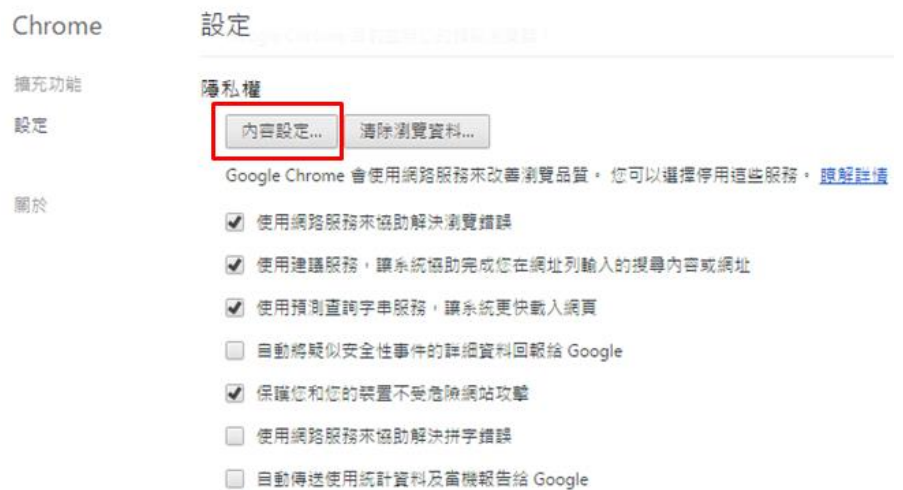 Chrome
設定
擴充功能
設定
關於
隱私權
內容設定...
清除瀏覽資料...
Google Chrome 會使用網路服務來改善瀏覽品質。您可以選擇停用這些服務。瞭解詳情
使用網路服務來協助解決瀏覽錯誤
使用建議服務，讓系統協助完成您在網址列輸入的搜尋內容或網址
使用預測查詢字串服務，讓系統更快載入網頁
自動將疑似安全性事件的詳細資料回報給 Google
保護您和您的裝置不受危險網站攻擊
使用網路服務來協助解決拼字錯誤
自動傳送使用統計資料及當機報告給 Google